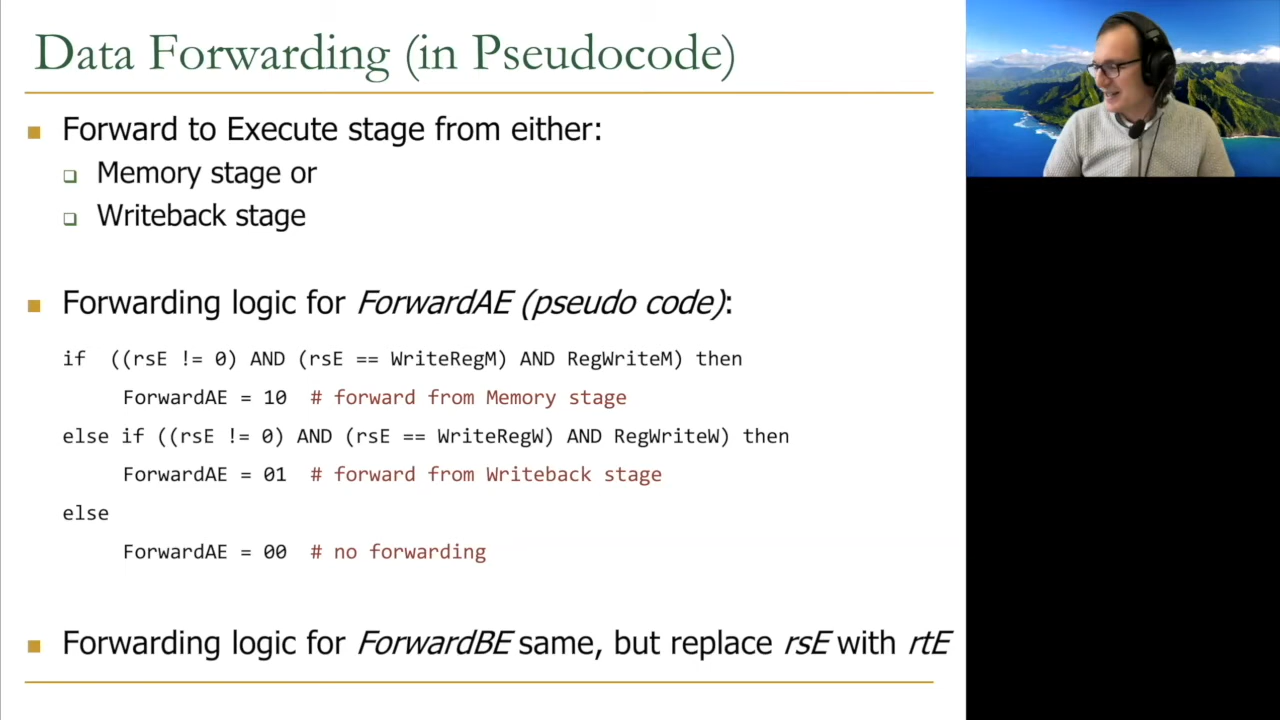 Data Forwarding (in Pseudocode)
Forward to Execute stage from either:
Memory stage or
Writeback stage
Forwarding logic for ForwardAE (pseudo code):
if  ((rsE != 0) AND (rsE == WriteRegM) AND RegWriteM) then
ForwardAE = 10  # forward from Memory stage
else if ((rsE != 0) AND (rsE == WriteRegW) AND RegWriteW) then
ForwardAE = 01  # forward from Writeback stage
else
ForwardAE = 00  # no forwarding
Forwarding logic for ForwardBE same, but replace rsE with rtE